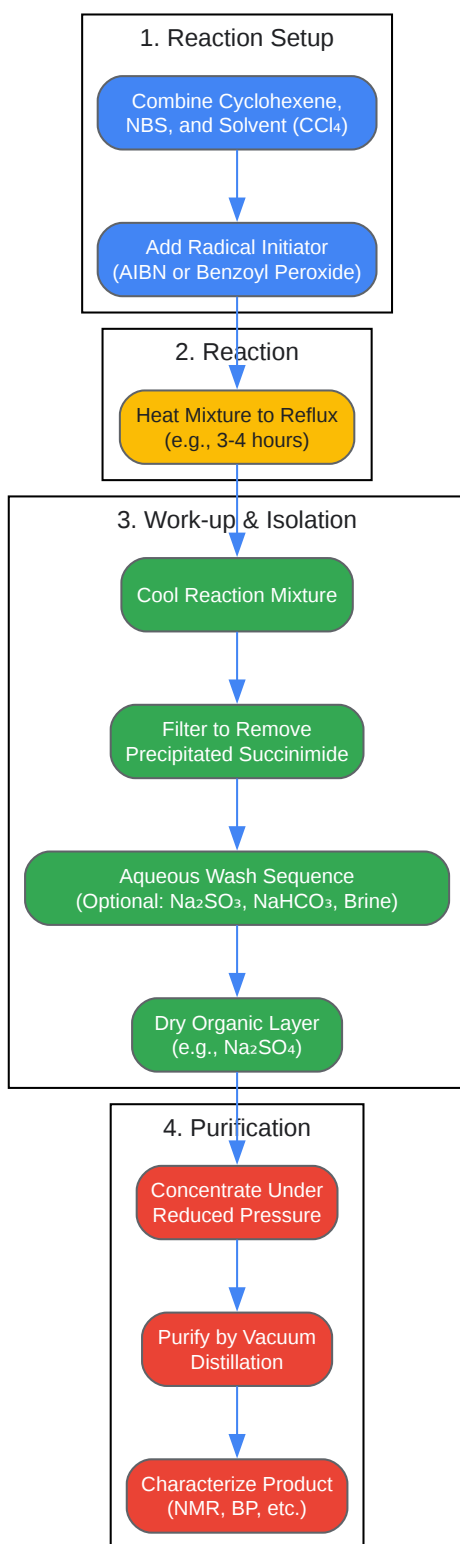 1. Reaction Setup
Combine Cyclohexene,
NBS, and Solvent (CCl₄)
Add Radical Initiator
(AIBN or Benzoyl Peroxide)
2. Reaction
Heat Mixture to Reflux
(e.g., 3-4 hours)
3. Work-up & Isolation
Cool Reaction Mixture
Filter to Remove
Precipitated Succinimide
Aqueous Wash Sequence
(Optional: Na₂SO₃, NaHCO₃, Brine)
Dry Organic Layer
(e.g., Na₂SO₄)
4. Purification
Concentrate Under
Reduced Pressure
Purify by Vacuum
Distillation
Characterize Product
(NMR, BP, etc.)